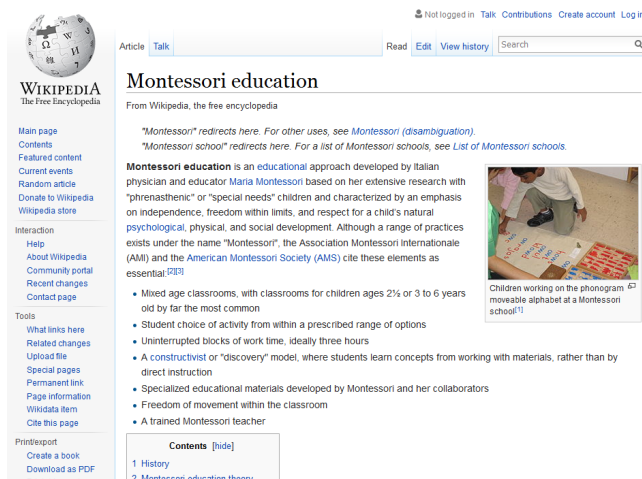 WIKIPEDIA
The Free Encyclopedia
Main page
Contents
Featured content
Current events
Random article
Donate to Wikipedia
Wikipedia store
Interaction
Help
About Wikipedia
Community portal
Recent changes
Contact page
Tools
What links here
Related changes
Upload file
Special pages
Permanent link
Page information
Wikidata item
Cite this page
Print/export
Create a book
Download as PDF
Not logged in Talk Contributions Create account Log in
Article Talk
Read Edit View history Search
Montessori education
From Wikipedia, the free encyclopedia
"Montessori" redirects here. For other uses, see Montessori (disambiguation).
"Montessori school" redirects here. For a list of Montessori schools, see List of Montessori schools.
Montessori education is an educational approach developed by Italian
physician and educator Maria Montessori based on her extensive research with
"phrenasthenic" or "special needs" children and characterized by an emphasis
on independence, freedom within limits, and respect for a child's natural
psychological, physical, and social development. Although a range of practices
exists under the name "Montessori", the Association Montessori Internationale
(AMI) and the American Montessori Society (AMS) cite these elements as
essential:[2][3]
Children working on the phonogram
moveable alphabet at a Montessori
school[1]
• Mixed age classrooms, with classrooms for children ages 2½ or 3 to 6 years
old by far the most common
• Student choice of activity from within a prescribed range of options
• Uninterrupted blocks of work time, ideally three hours
• A constructivist or "discovery" model, where students learn concepts from working with materials, rather than by
direct instruction
• Specialized educational materials developed by Montessori and her collaborators
• Freedom of movement within the classroom
• A trained Montessori teacher
Contents [hide]
1 History
2 Montessori education theory